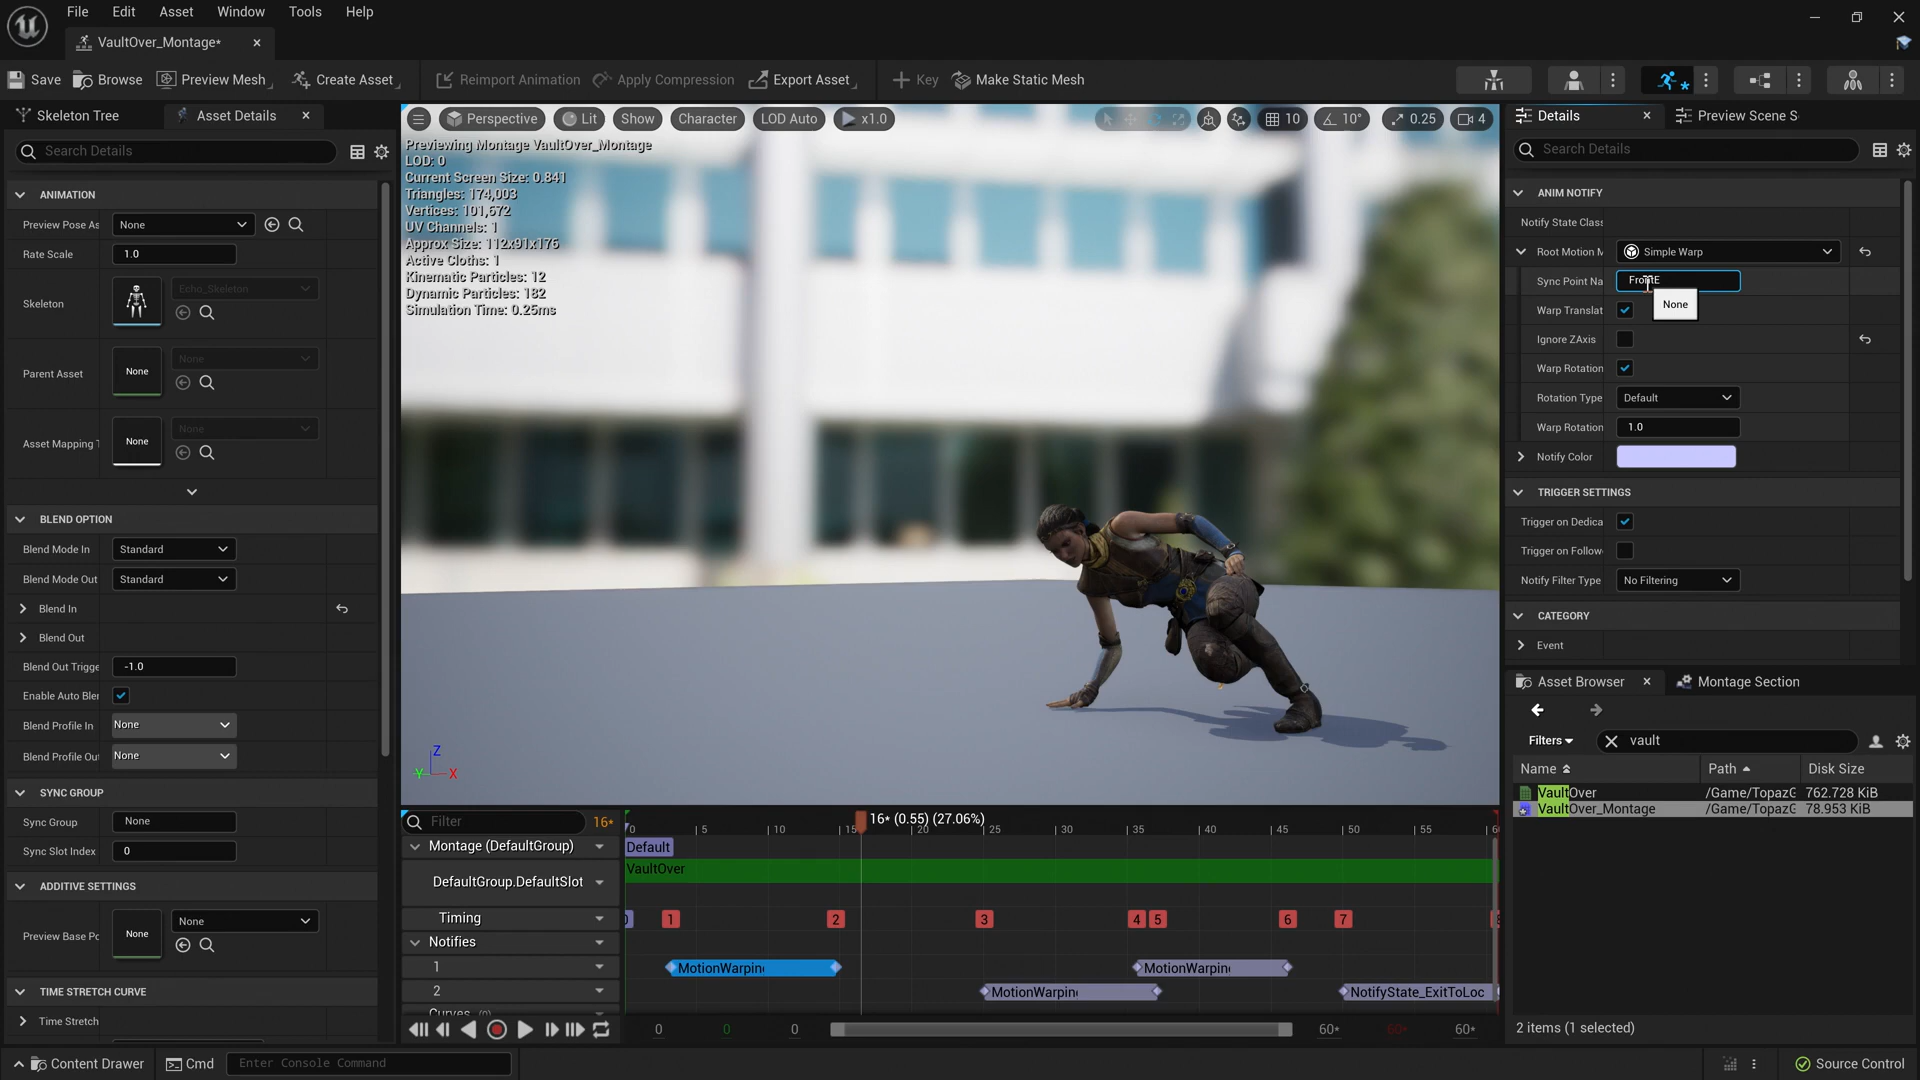 File Edit Asset Window Tools Help
VaultOver_Montage*
Save Browse Preview Mesh Create Asset Reimport Animation Apply Compression Export Asset Key Make Static Mesh
Skeleton Tree Asset Details
Search Details
ANIMATION
Preview Pose As None
Rate Scale 1.0
Skeleton Echo_Skeleton
Parent Asset None None
Asset Mapping T None None
BLEND OPTION
Blend Mode In Standard
Blend Mode Out Standard
Blend In
Blend Out
Blend Out Trigge -1.0
Enable Auto Ble
Blend Profile In None
Blend Profile Ou None
SYNC GROUP
Sync Group None
Sync Slot Index 0
ADDITIVE SETTINGS
Preview Base Po None None
TIME STRETCH CURVE
Time Stretch
Perspective Lit Show Character LOD Auto x1.0 10 10° 0.25 4
Previewing Montage VaultOver_Montage
LOD: 0
Current Screen Size: 0.841
Triangles: 174,003
Vertices: 101,672
UV Channels: 1
Approx Size: 112x91x176
Active Cloths: 1
Kinematic Particles: 12
Dynamic Particles: 182
Simulation Time: 0.25ms
Z
Y X
Filter 16* 16* (0.55) (27.06%)
0 5 10 15 20 25 30 35 40 45 50 55
Montage (DefaultGroup) Default
VaultOver
DefaultGroup.DefaultSlot
Timing 1 2 3 4 5 6 7
Notifies
1 MotionWarpin MotionWarpin
2 MotionWarpin NotifyState_ExitToLoc
Curves (0)
0 0 0 60* 60* 60*
Details Preview Scene S
Search Details
ANIM NOTIFY
Notify State Clas
Root Motion M Simple Warp
Sync Point Na
None
Warp Translat
Ignore ZAxis
Warp Rotation
Rotation Type Default
Warp Rotation 1.0
Notify Color
TRIGGER SETTINGS
Trigger on Dedica
Trigger on Follow
Notify Filter Type No Filtering
CATEGORY
Event
Asset Browser Montage Section
Filters vault
Name Path Disk Size
VaultOver /Game/TopazG 762.728 KiB
VaultOver_Montage /Game/TopazG 78.953 KiB
2 items (1 selected)
Content Drawer Cmd Enter Console Command Source Control